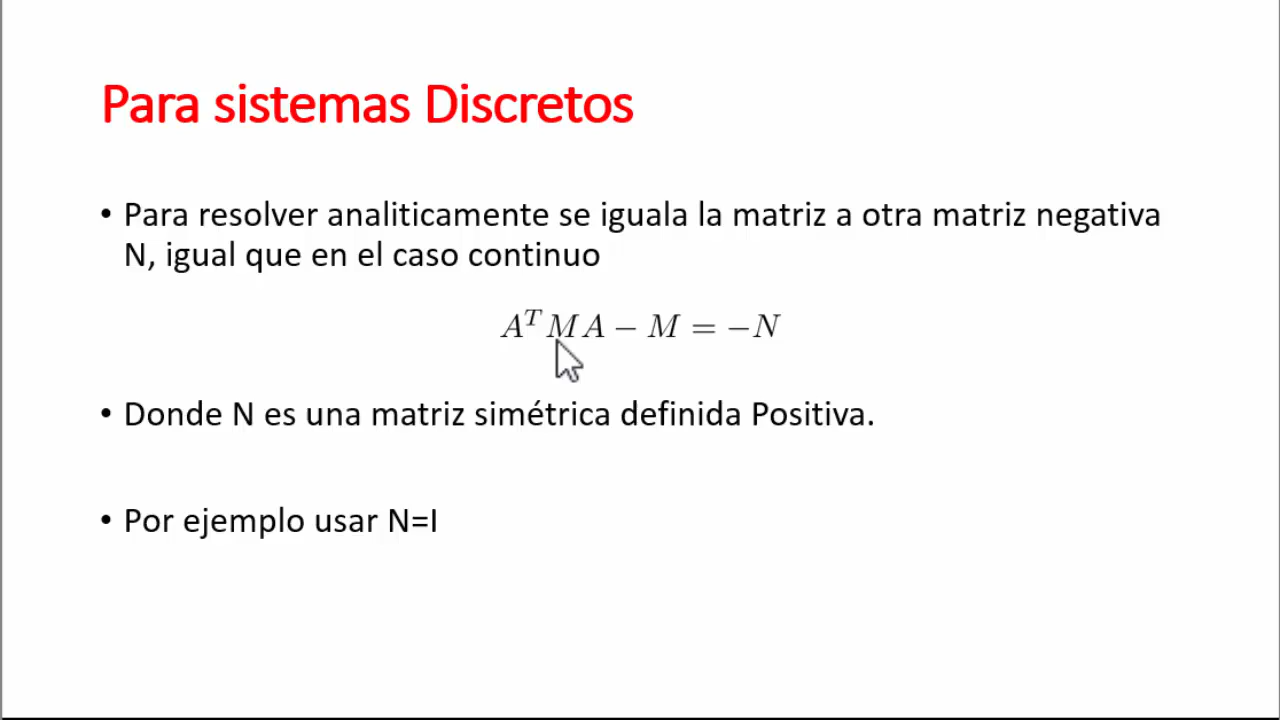 Para sistemas Discretos
• Para resolver analiticamente se iguala la matriz a otra matriz negativa
N, igual que en el caso continuo
A^T MA − M = −N
• Donde N es una matriz simétrica definida Positiva.
• Por ejemplo usar N=I